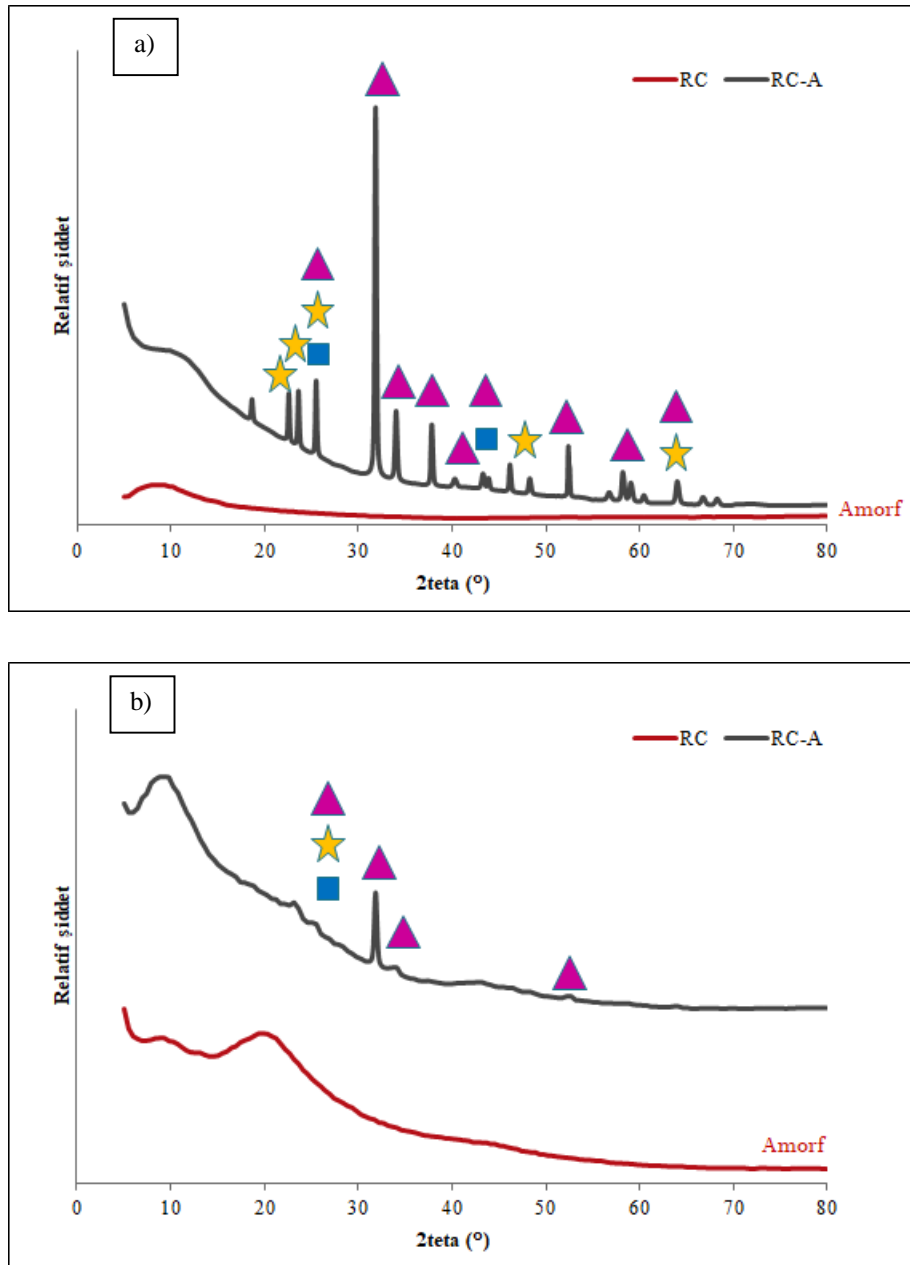 a)
RC RC-A
Relatif şiddet
Amorf
0 10 20 30 40 50 60 70 80
2teta (°)
b)
RC RC-A
Relatif şiddet
Amorf
0 10 20 30 40 50 60 70 80
2teta (°)